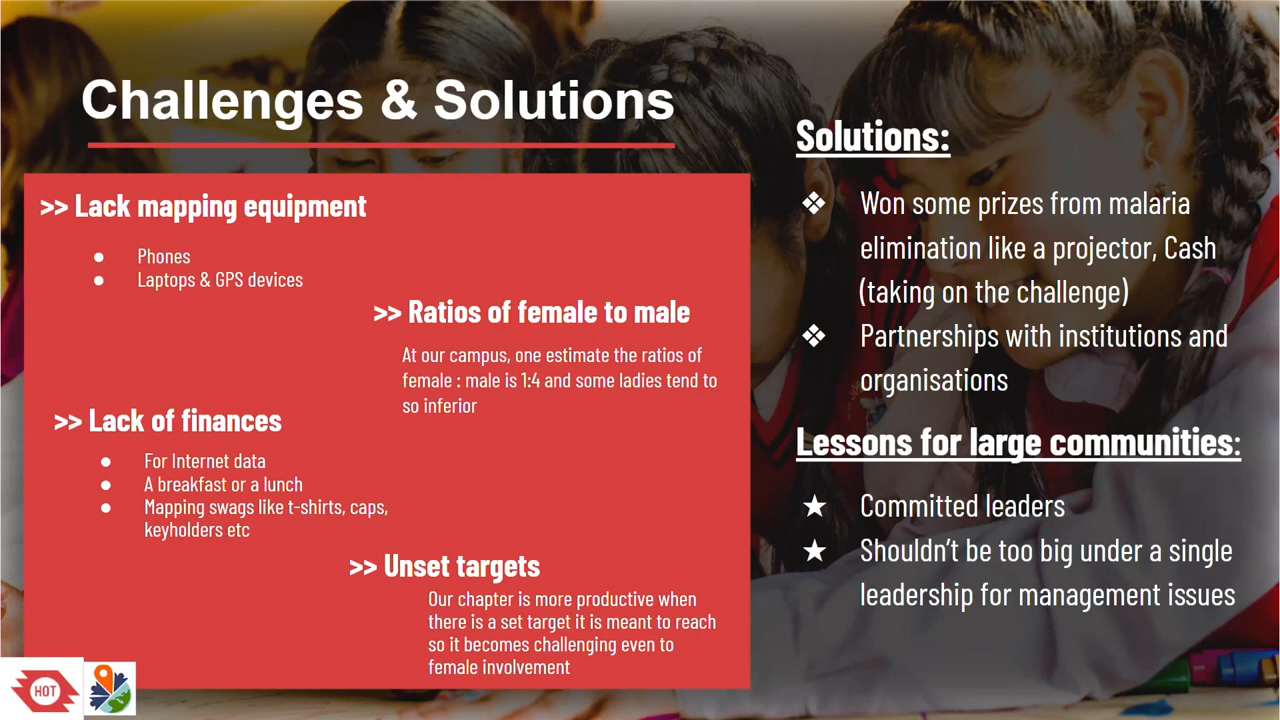 Challenges & Solutions
>> Lack mapping equipment
● Phones
● Laptops & GPS devices
>> Ratios of female to male
At our campus, one estimate the ratios of
female : male is 1:4 and some ladies tend to
so inferior
>> Lack of finances
● For Internet data
● A breakfast or a lunch
● Mapping swags like t-shirts, caps,
keyholders etc
>> Unset targets
Our chapter is more productive when
there is a set target it is meant to reach
so it becomes challenging even to
female involvement
HOT
Solutions:
❖ Won some prizes from malaria
elimination like a projector, Cash
(taking on the challenge)
❖ Partnerships with institutions and
organisations
Lessons for large communities:
★ Committed leaders
★ Shouldn't be too big under a single
leadership for management issues